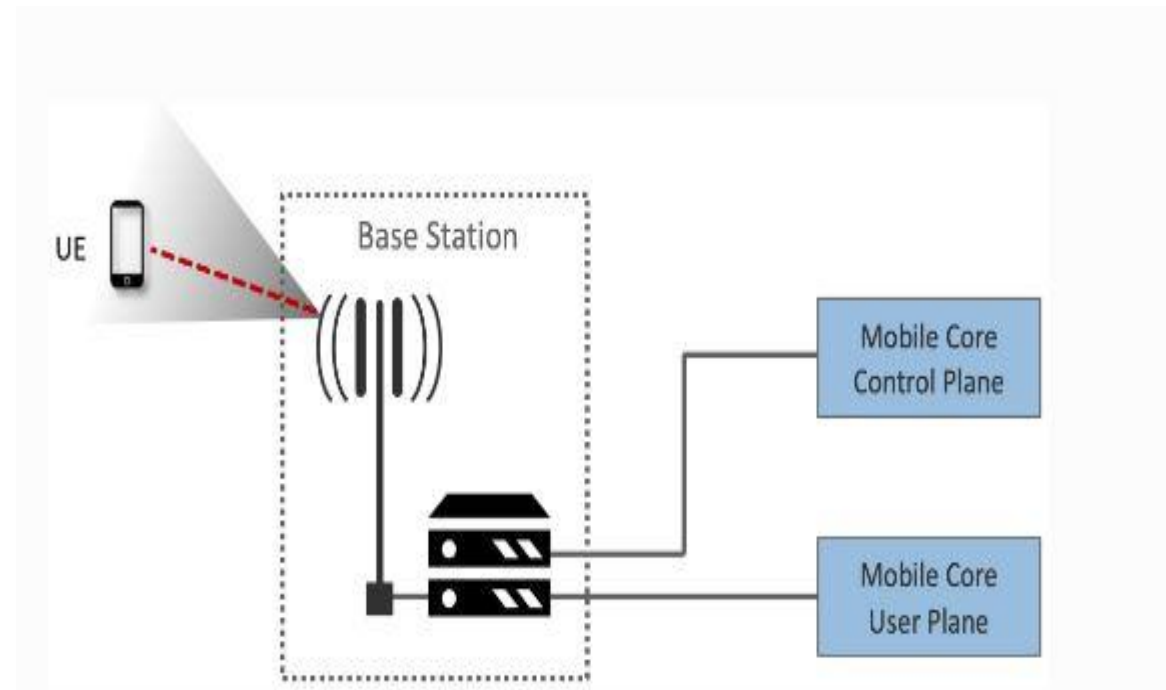 UE
Base Station
Mobile Core
Control Plane
Mobile Core
User Plane